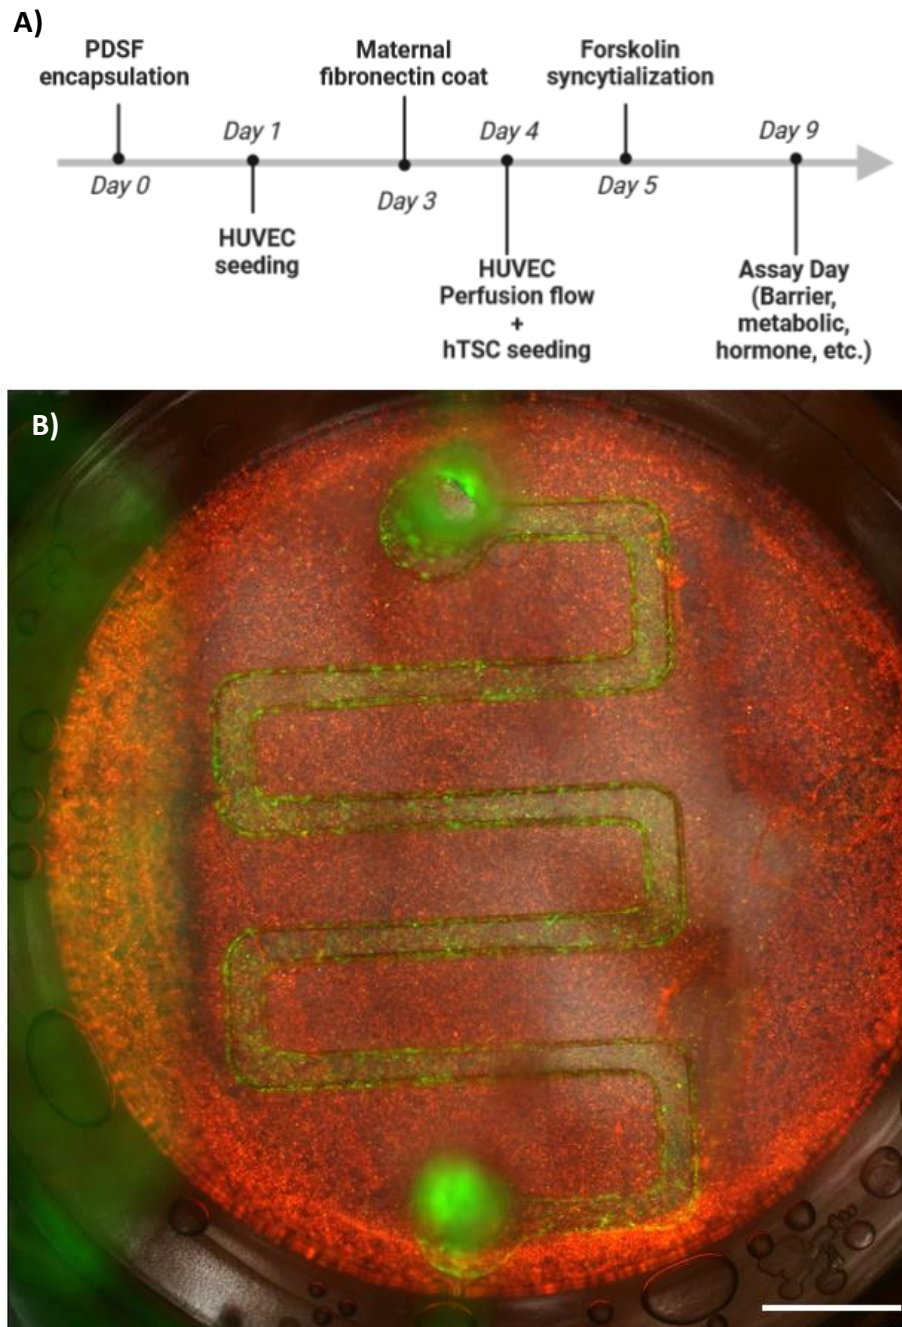 A)
PDSF
encapsulation
Maternal
fibronectin coat
Forskolin
syncytialization
Day 1
Day 4
Day 9
Day 0
Day 3
Day 5
HUVEC
seeding
HUVEC
Perfusion flow
+
hTSC seeding
Assay Day
(Barrier,
metabolic,
hormone, etc.)
B)